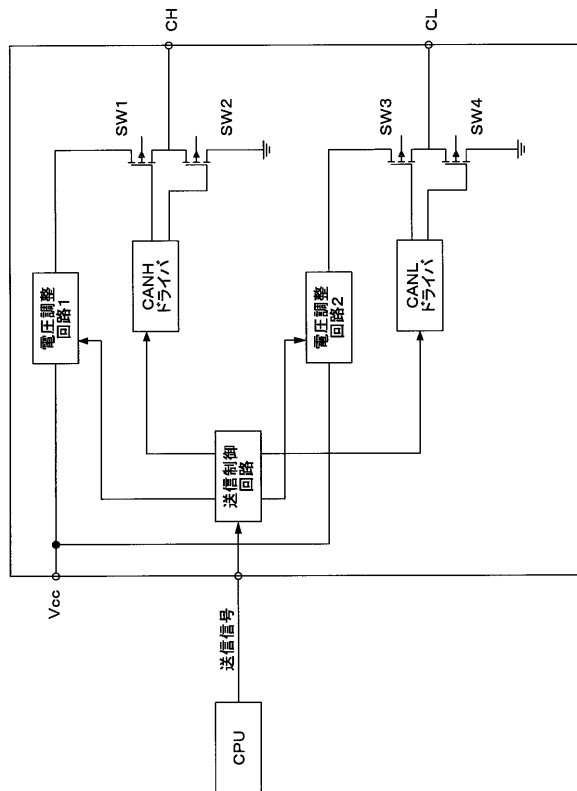 CH
CL
SW1
SW2
SW3
SW4
電圧調整
回路1
CANH
ドライバ
電圧調整
回路2
CANL
ドライバ
送信制御
回路
Vcc
送信信号
CPU